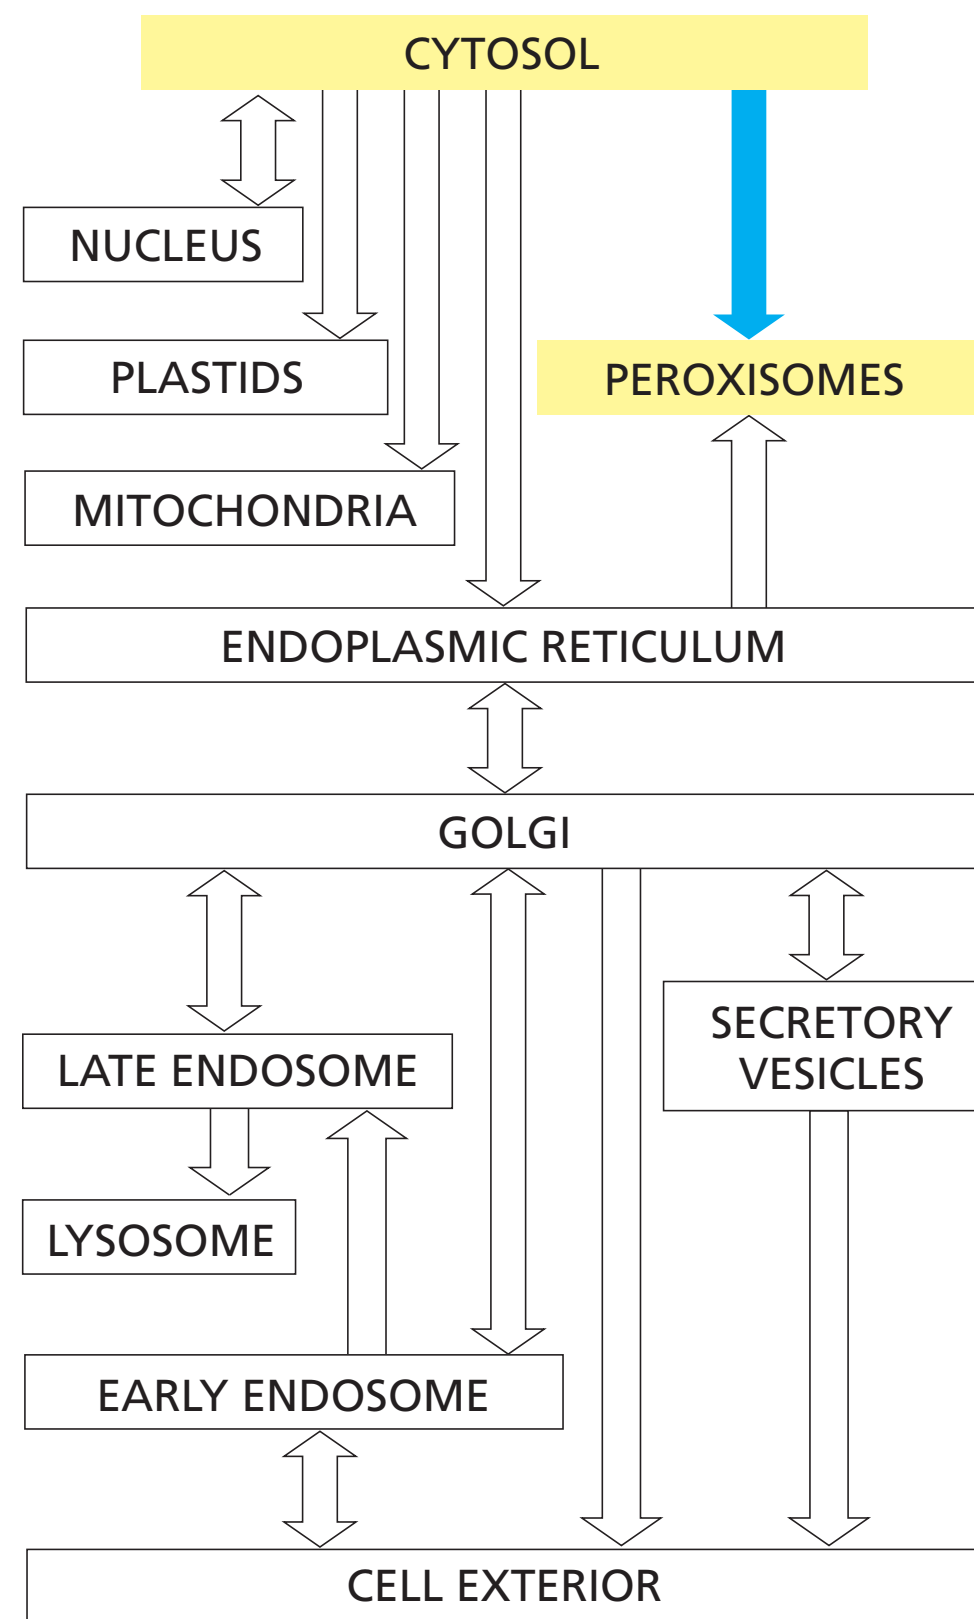 CYTOSOL
NUCLEUS
PLASTIDS
PEROXISOMES
MITOCHONDRIA
ENDOPLASMIC RETICULUM
GOLGI
SECRETORY
VESICLES
LATE ENDOSOME
LYSOSOME
EARLY ENDOSOME
CELL EXTERIOR